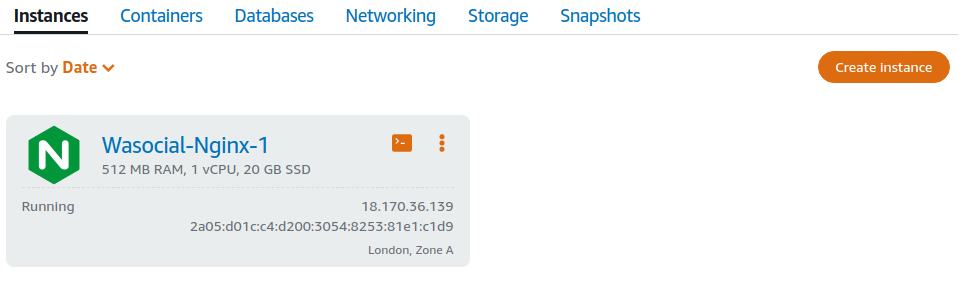 Instances Containers Databases Networking Storage Snapshots
Sort by Date
Create instance
N
Wasocial-Nginx-1
512 MB RAM, 1 vCPU, 20 GB SSD
Running 18.170.36.139
2a05:d01c:c4:d200:3054:8253:81e1:c1d9
London, Zone A